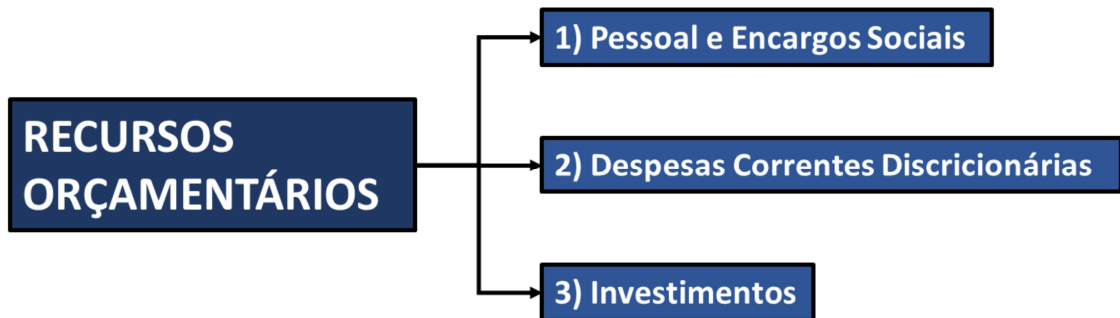 RECURSOS
ORÇAMENTÁRIOS
1) Pessoal e Encargos Sociais
2) Despesas Correntes Discricionárias
3) Investimentos